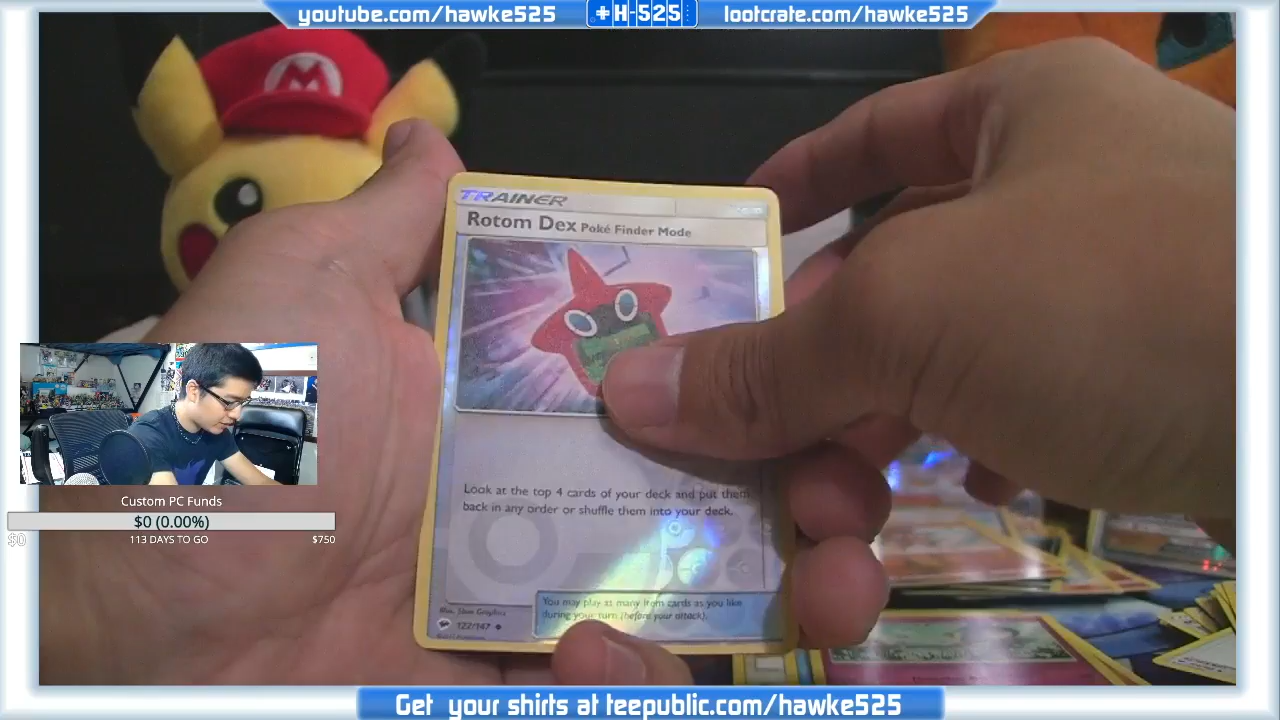 youtube.com/hawke525
+H-525
lootcrate.com/hawke525
M
TRAINER
Rotom Dex Poké Finder Mode
Look at the top 4 cards of your deck and put them
back in any order or shuffle them into your deck.
You may play as many Item cards as you like
during your turn (before your attack).
122/147
Custom PC Funds
$0 (0.00%)
$0
113 DAYS TO GO
$750
Get your shirts at teepublic.com/hawke525